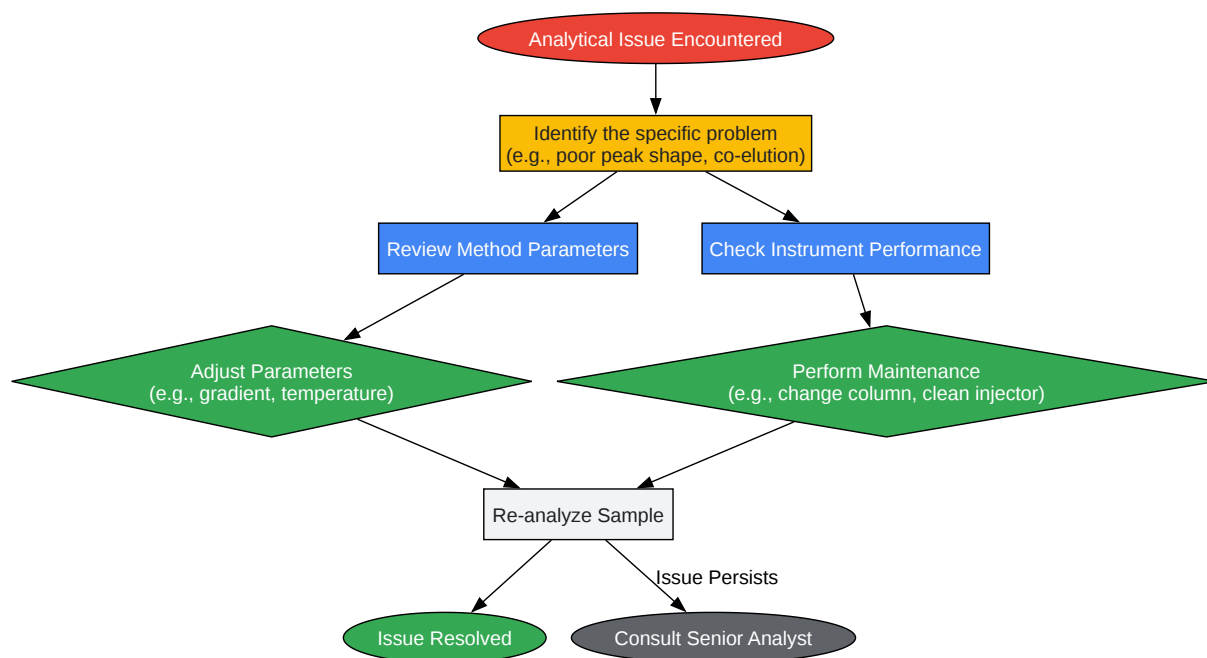 Analytical Issue Encountered
Identify the specific problem
(e.g., poor peak shape, co-elution)
Review Method Parameters
Check Instrument Performance
Adjust Parameters
(e.g., gradient, temperature)
Perform Maintenance
(e.g., change column, clean injector)
Re-analyze Sample
Issue Persists
Issue Resolved
Consult Senior Analyst